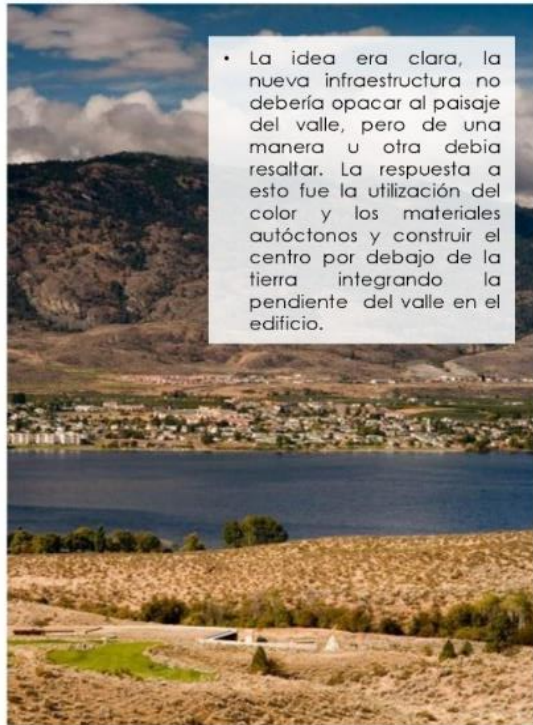 • La idea era clara, la
nueva infraestructura no
debería opacar al paisaje
del valle, pero de una
manera u otra debia
resaltar. La respuesta a
esto fue la utilización del
color y los materiales
autóctonos y construir el
centro por debajo de la
tierra integrando la
pendiente del valle en el
edificio.